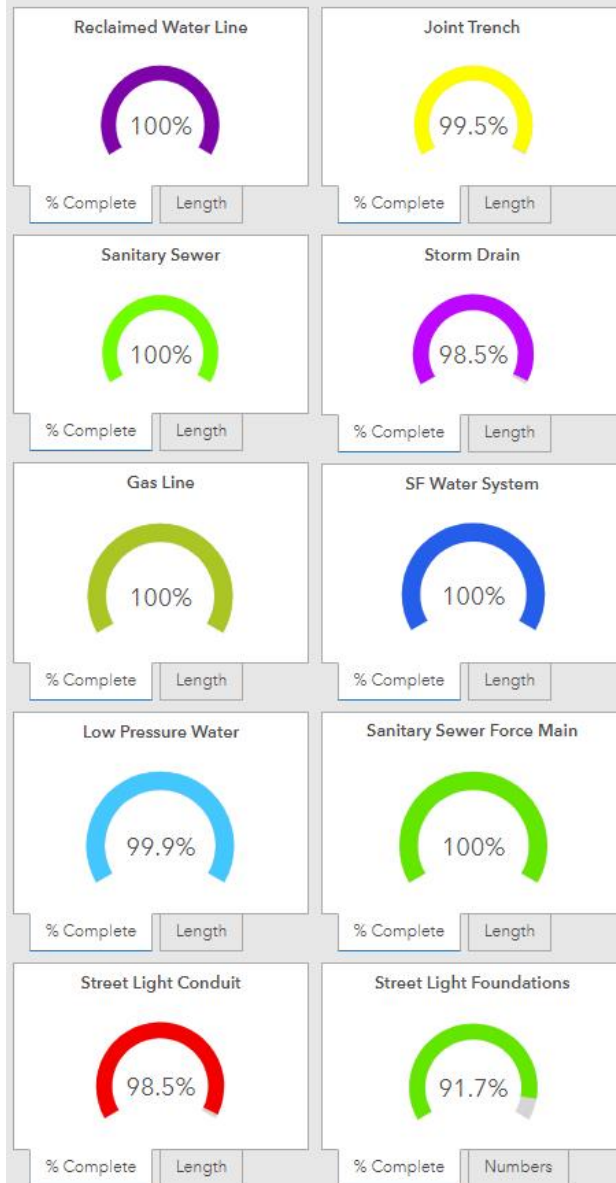 Reclaimed Water Line
100%
% Complete
Length
Joint Trench
99.5%
% Complete
Length
Sanitary Sewer
100%
% Complete
Length
Storm Drain
98.5%
% Complete
Length
Gas Line
100%
% Complete
Length
SF Water System
100%
% Complete
Length
Low Pressure Water
99.9%
% Complete
Length
Sanitary Sewer Force Main
100%
% Complete
Length
Street Light Conduit
98.5%
% Complete
Length
Street Light Foundations
91.7%
% Complete
Numbers